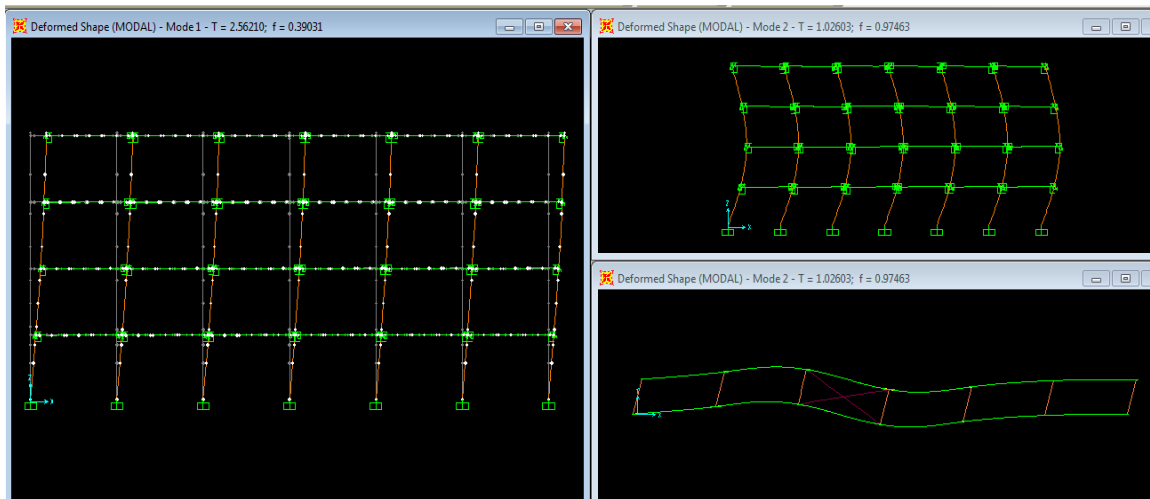 Deformed Shape (MODAL) - Mode 1 - T = 2.56210; f = 0.39031
Deformed Shape (MODAL) - Mode 2 - T = 1.02603; f = 0.97463
Z
X
Z
X
Deformed Shape (MODAL) - Mode 2 - T = 1.02603; f = 0.97463
X